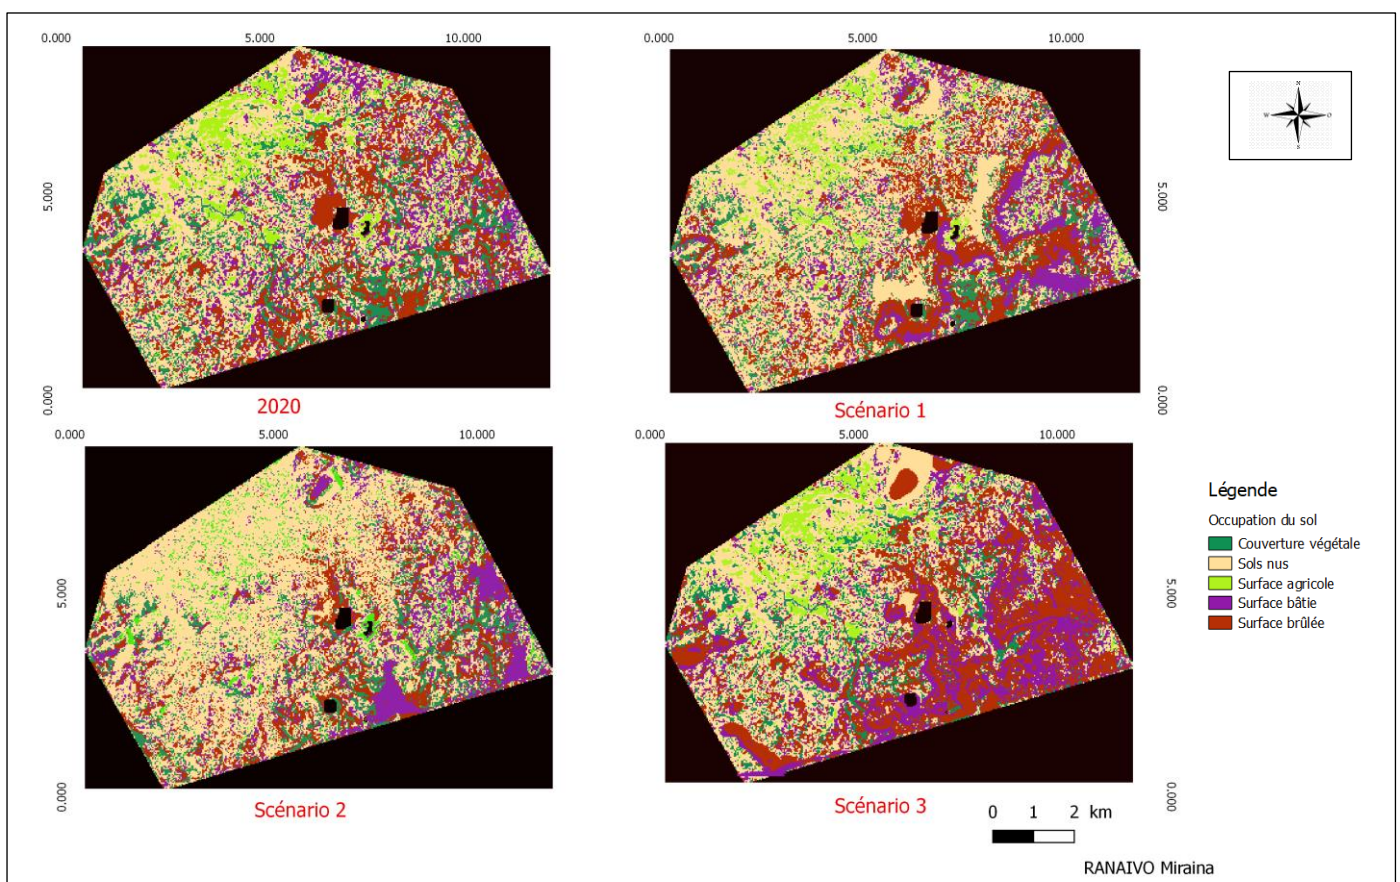 0.000 5.000 10.000
0.000 5.000 10.000
N
W O
S
5.000
5.000
0.000
0.000
2020
Scénario 1
0.000 5.000 10.000
0.000 5.000 10.000
Légende
Occupation du sol
Couverture végétale
Sols nus
Surface agricole
Surface bâtie
Surface brûlée
5.000
5.000
0.000
0.000
Scénario 2
Scénario 3
0 1 2 km
RANAIVO Miraina